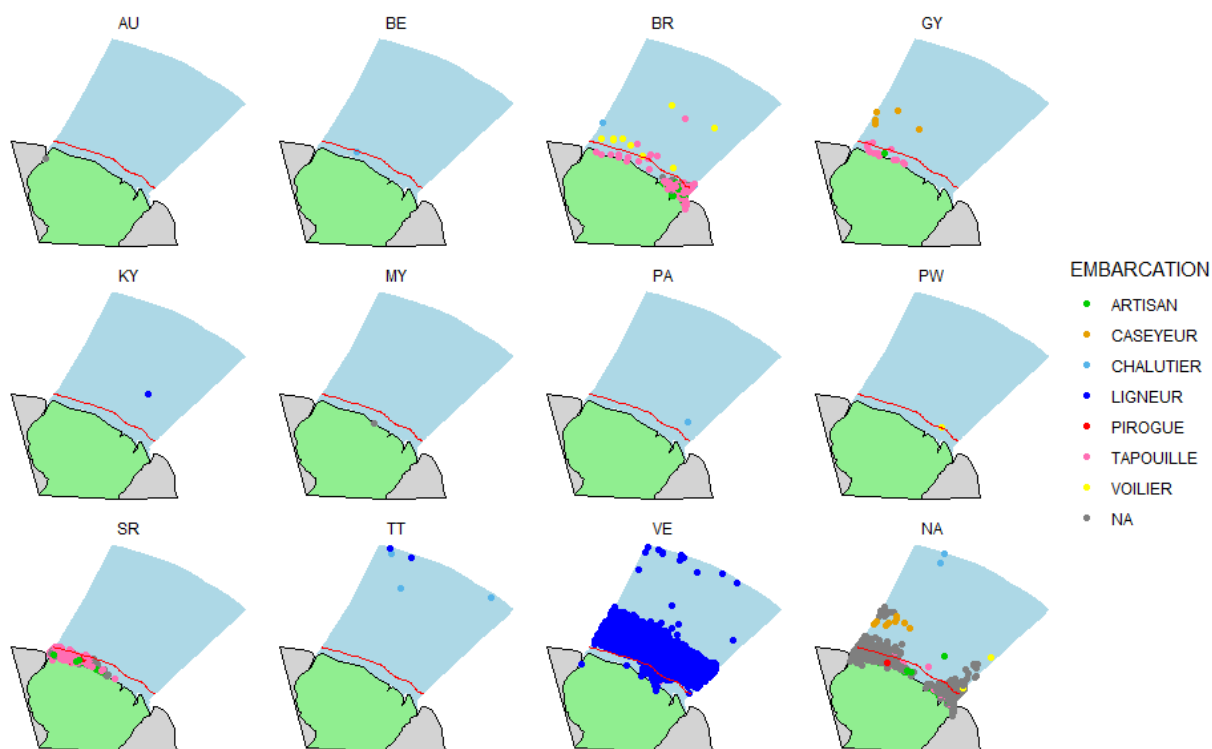 AU
BE
BR
GY
KY
MY
PA
PW
SR
TT
VE
NA
EMBARCATION
ARTISAN
CASEYEUR
CHALUTIER
LIGNEUR
PIROGUE
TAPOUILLE
VOILIER
NA